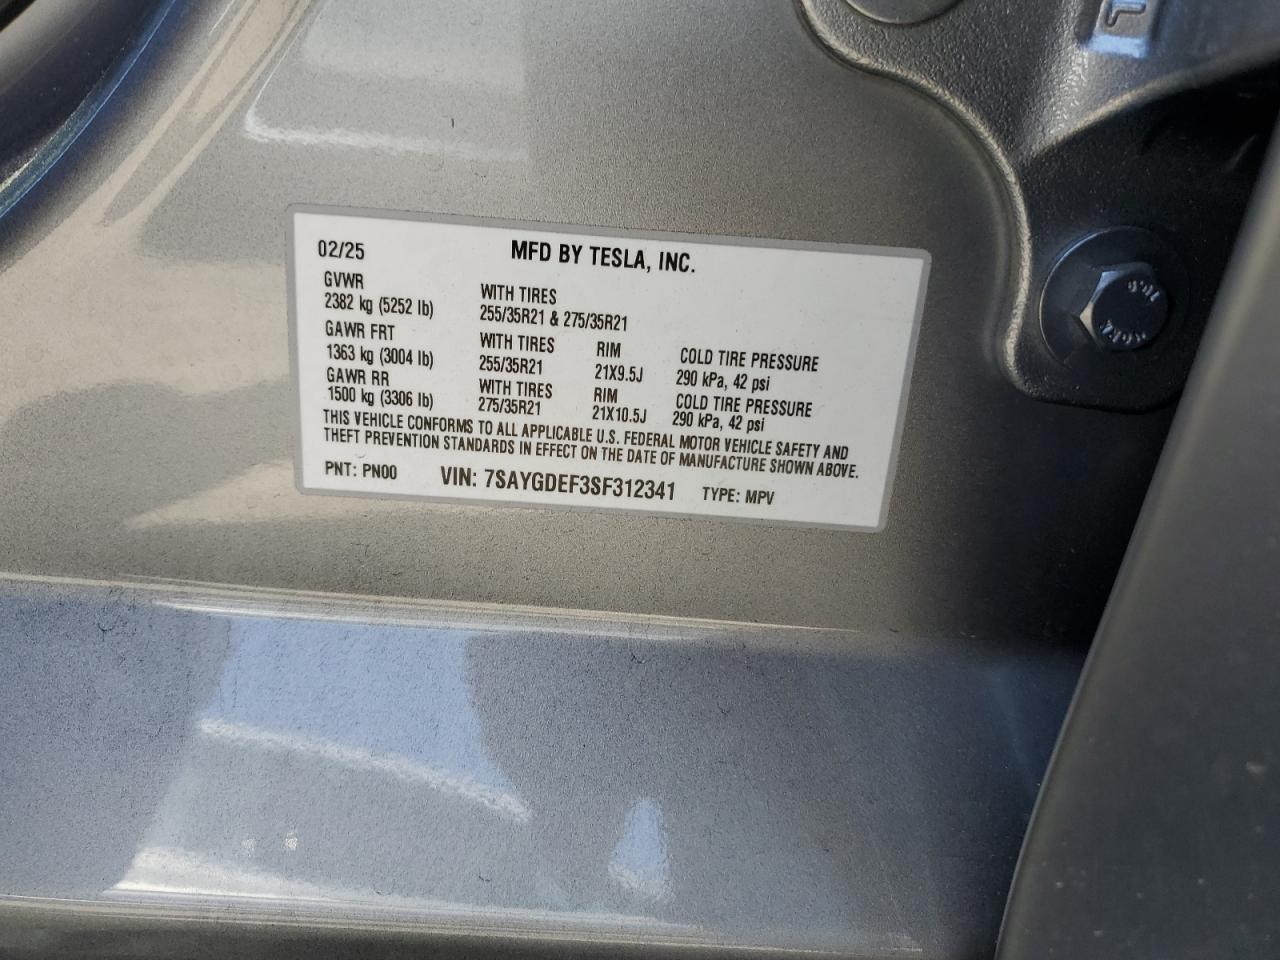 02/25 MFD BY TESLA, INC.
GVWR
2382 kg (5252 lb)
WITH TIRES
255/35R21 & 275/35R21
GAWR FRT
1363 kg (3004 lb)
WITH TIRES
255/35R21
RIM
21X9.5J
COLD TIRE PRESSURE
290 kPa, 42 psi
GAWR RR
1500 kg (3306 lb)
WITH TIRES
275/35R21
RIM
21X10.5J
COLD TIRE PRESSURE
290 kPa, 42 psi
THIS VEHICLE CONFORMS TO ALL APPLICABLE U.S. FEDERAL MOTOR VEHICLE SAFETY AND
THEFT PREVENTION STANDARDS IN EFFECT ON THE DATE OF MANUFACTURE SHOWN ABOVE.
PNT: PN00 VIN: 7SAYGDEF3SF312341 TYPE: MPV